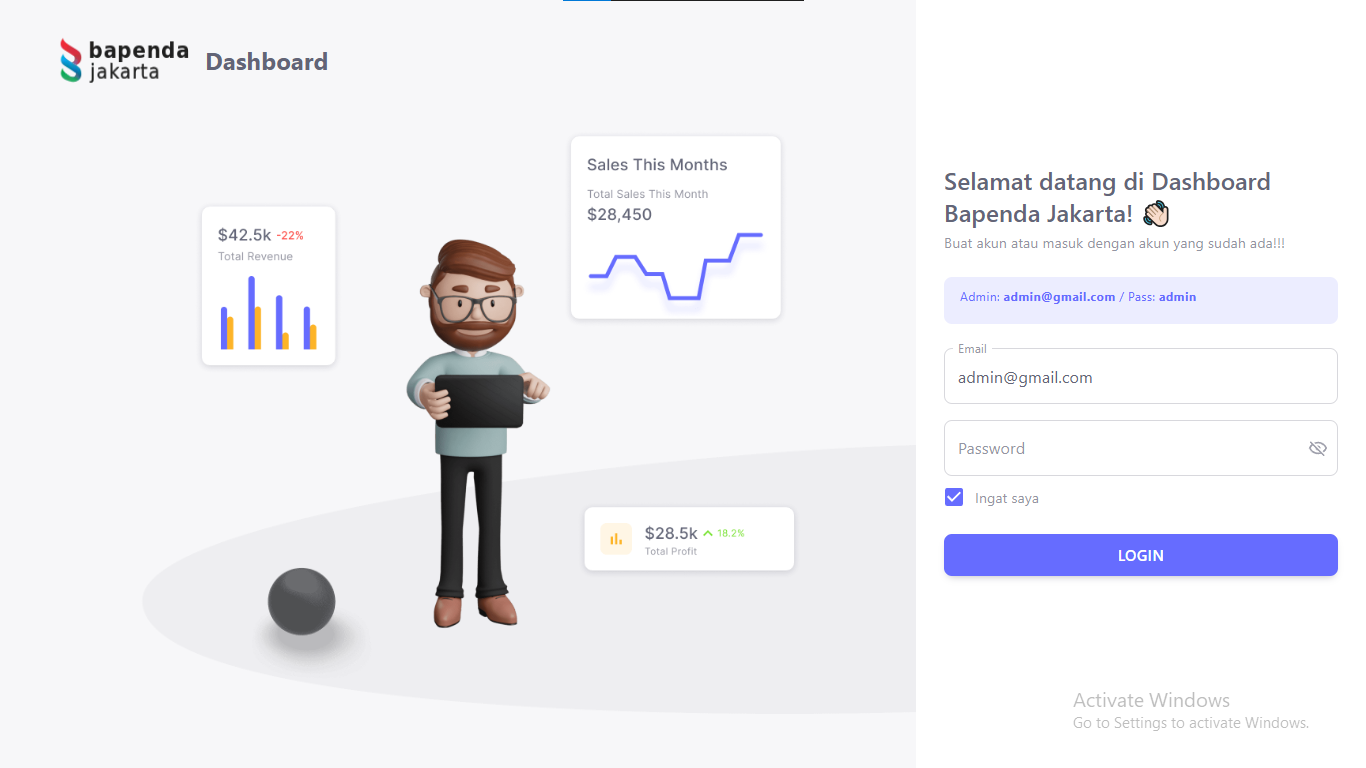 bapenda
jakarta
Dashboard
Sales This Months
Total Sales This Month
$28,450
$42.5k -22%
Total Revenue
$28.5k 18.2%
Total Profit
Selamat datang di Dashboard
Bapenda Jakarta! 👋🏻
Buat akun atau masuk dengan akun yang sudah ada!!!
Admin: admin@gmail.com / Pass: admin
Email
admin@gmail.com
Password
Ingat saya
LOGIN
Activate Windows
Go to Settings to activate Windows.